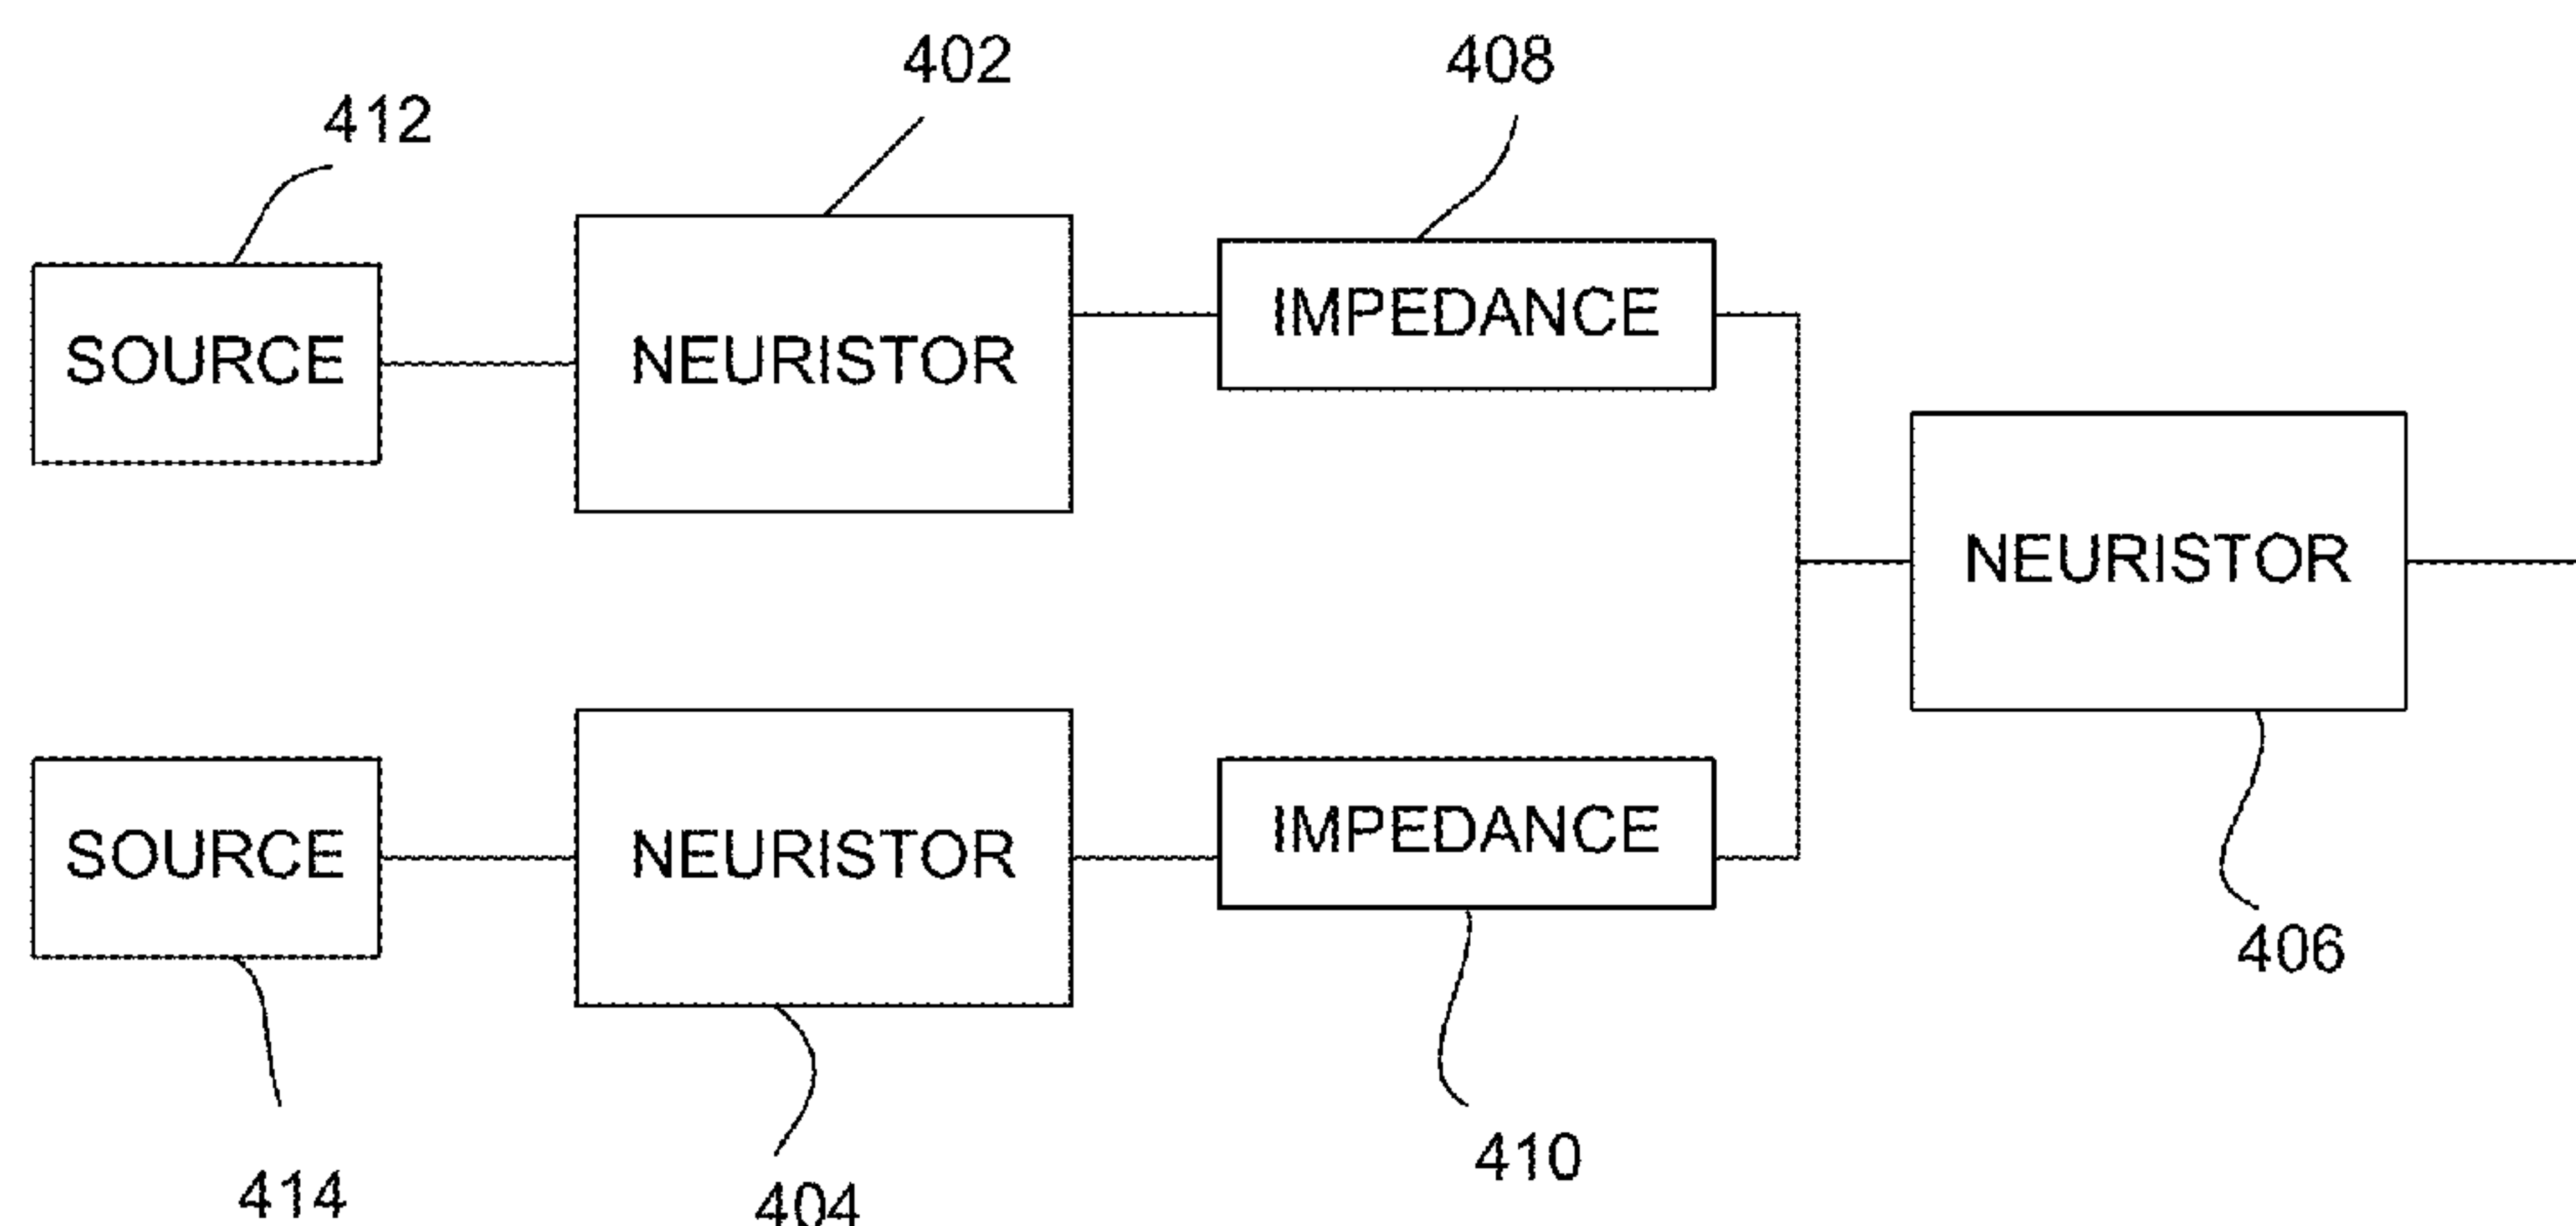 402
408
412
IMPEDANCE
SOURCE
NEURISTOR
NEURISTOR
IMPEDANCE
SOURCE
NEURISTOR
406
410
414
404